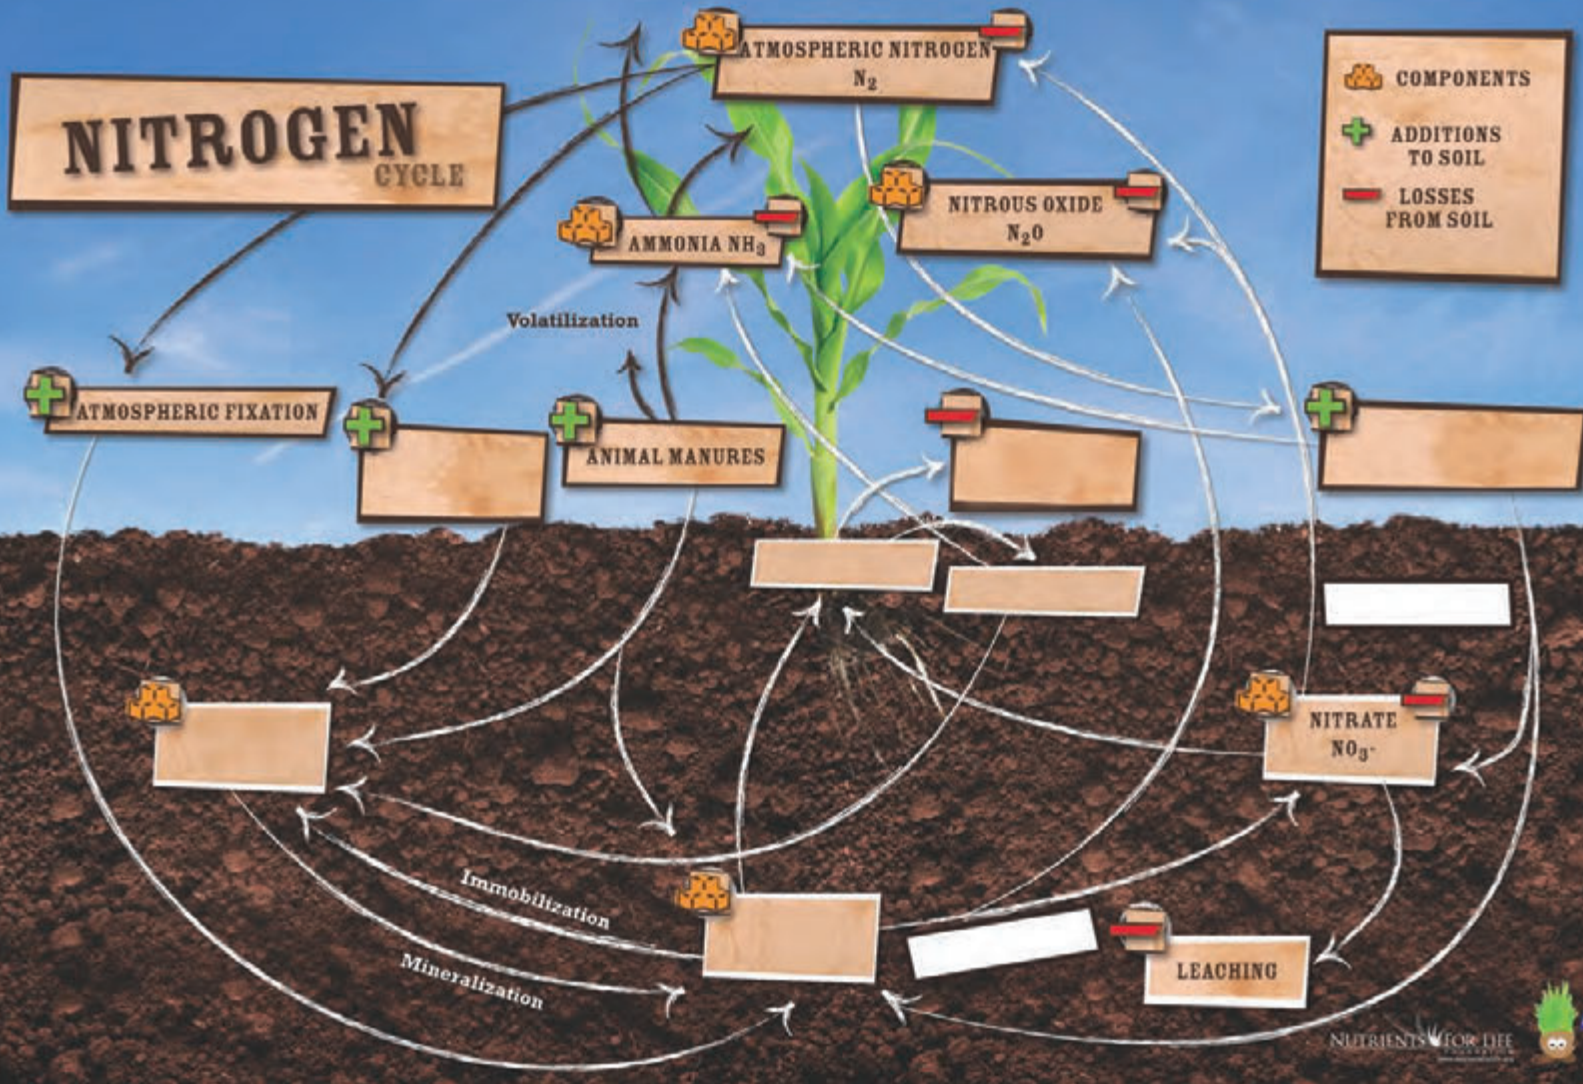 NITROGEN
CYCLE
ATMOSPHERIC NITROGEN
N₂
COMPONENTS
ADDITIONS
TO SOIL
LOSSES
FROM SOIL
AMMONIA NH₃
NITROUS OXIDE
N₂O
Volatilization
ATMOSPHERIC FIXATION
ANIMAL MANURES
NITRATE
NO₃⁻
Immobilization
Mineralization
LEACHING
NUTRIENTS FOR LIFE